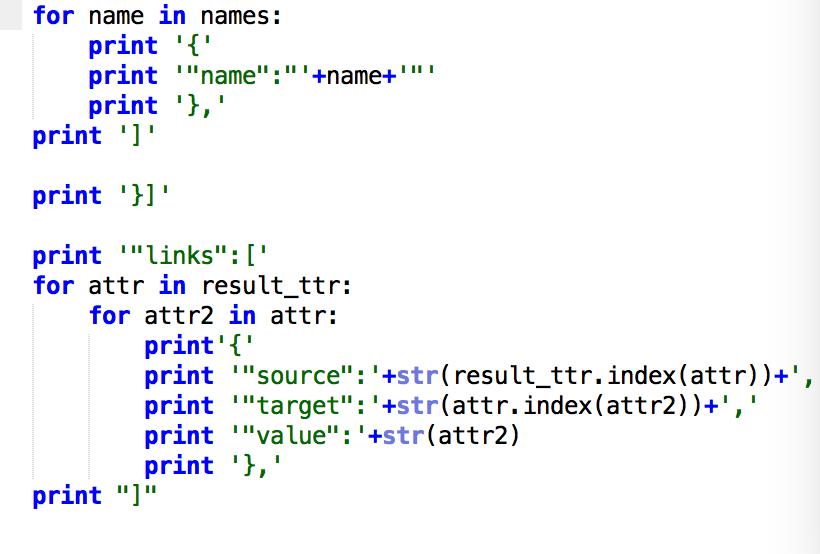 for name in names:
    print '{'
    print '"name":"'+name+'"'
    print '},'
print ']'

print '}]'

print '"links":['
for attr in result_ttr:
    for attr2 in attr:
        print'{'
        print '"source":'+str(result_ttr.index(attr))+',
        print '"target":'+str(attr.index(attr2))+','
        print '"value":'+str(attr2)
        print '},'
print "]"